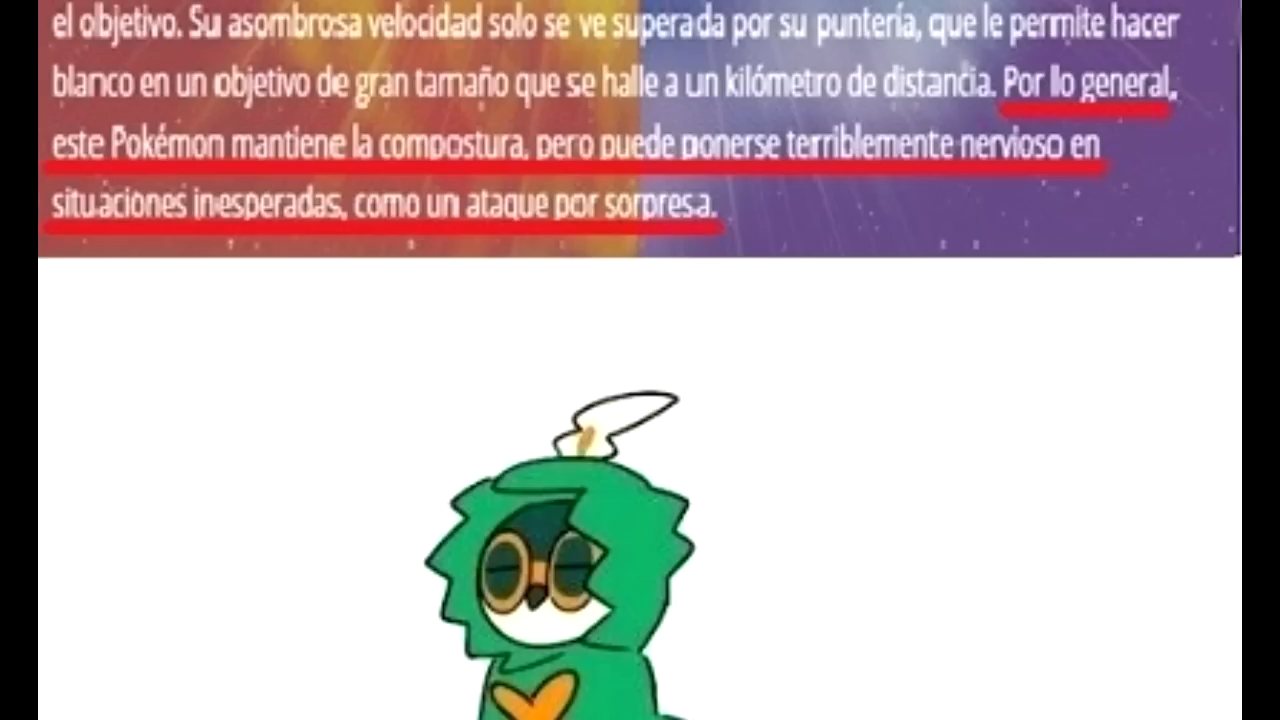 el objetivo. Su asombrosa velocidad solo se ve superada por su puntería, que le permite hacer
blanco en un objetivo de gran tamaño que se halle a un kilómetro de distancia. Por lo general,
este Pokémon mantiene la compostura, pero puede ponerse terriblemente nervioso en
situaciones inesperadas, como un ataque por sorpresa.